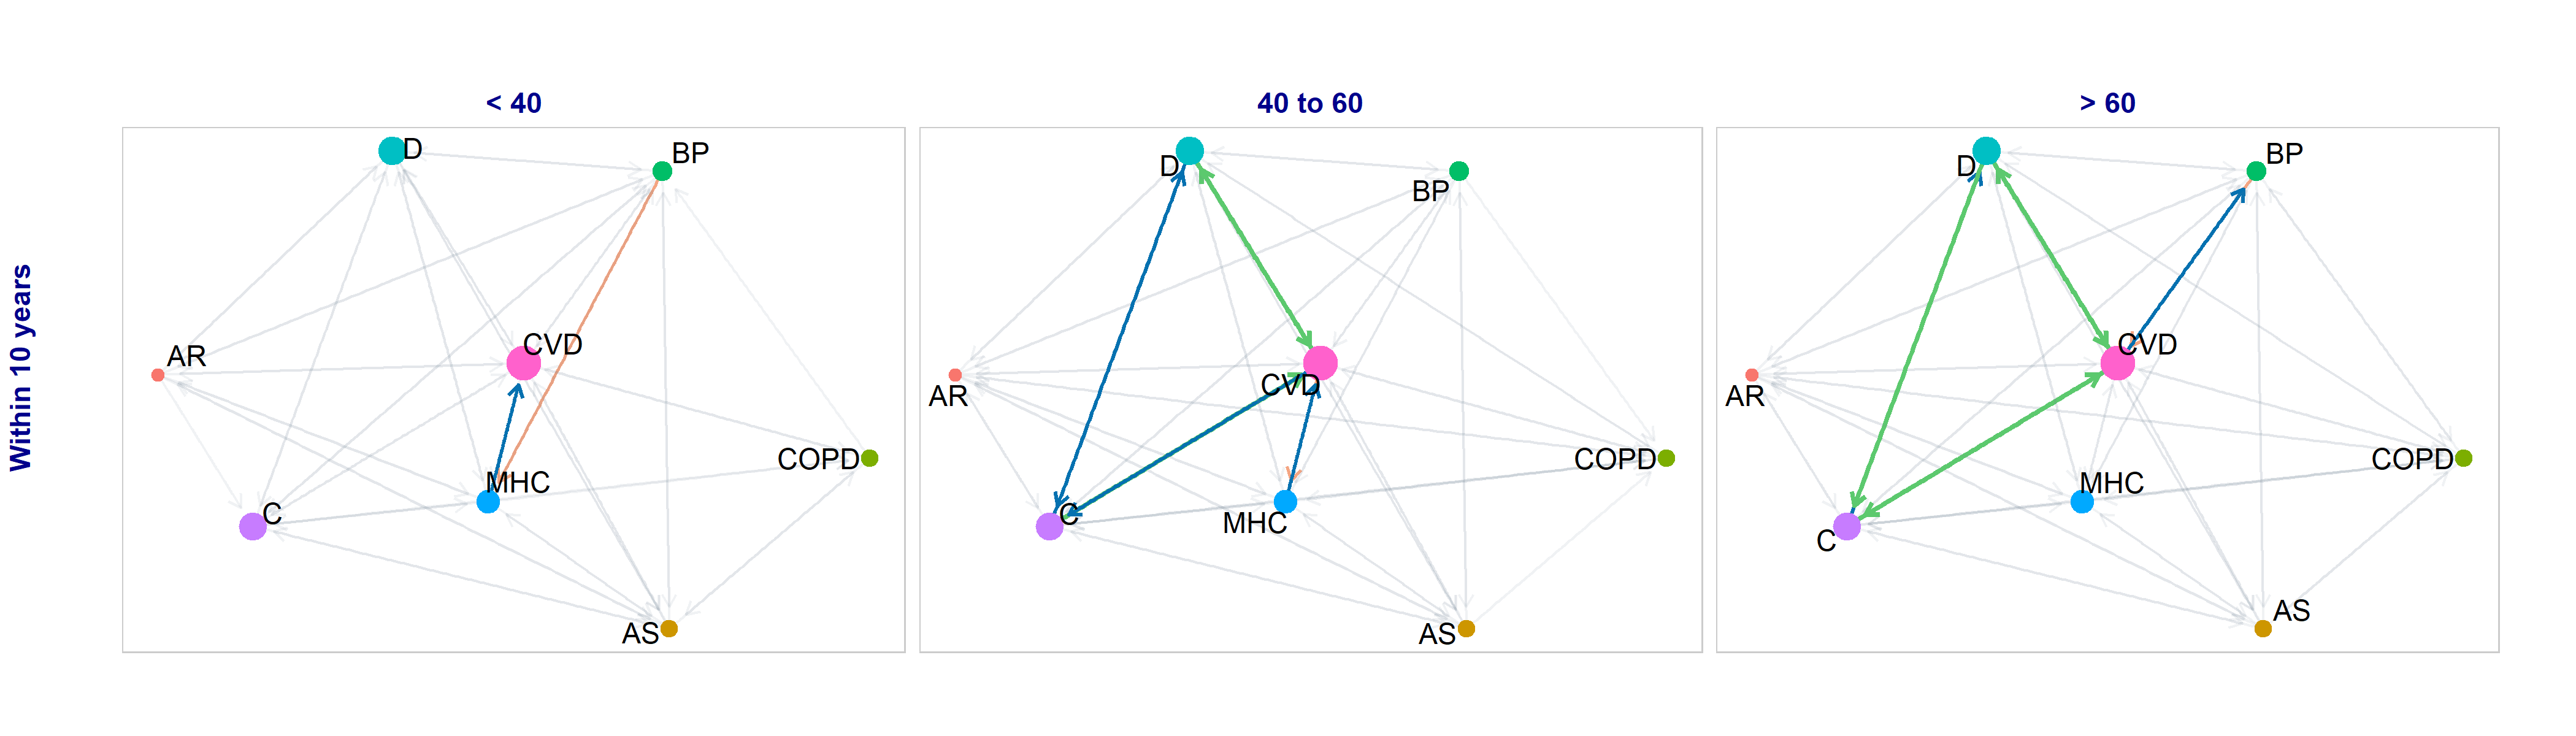 < 40
40 to 60
> 60
Within 10 years
D
BP
AR
CVD
COPD
MHC
C
AS
D
BP
AR
CVD
COPD
C
MHC
AS
D
BP
CVD
AR
COPD
MHC
C
AS